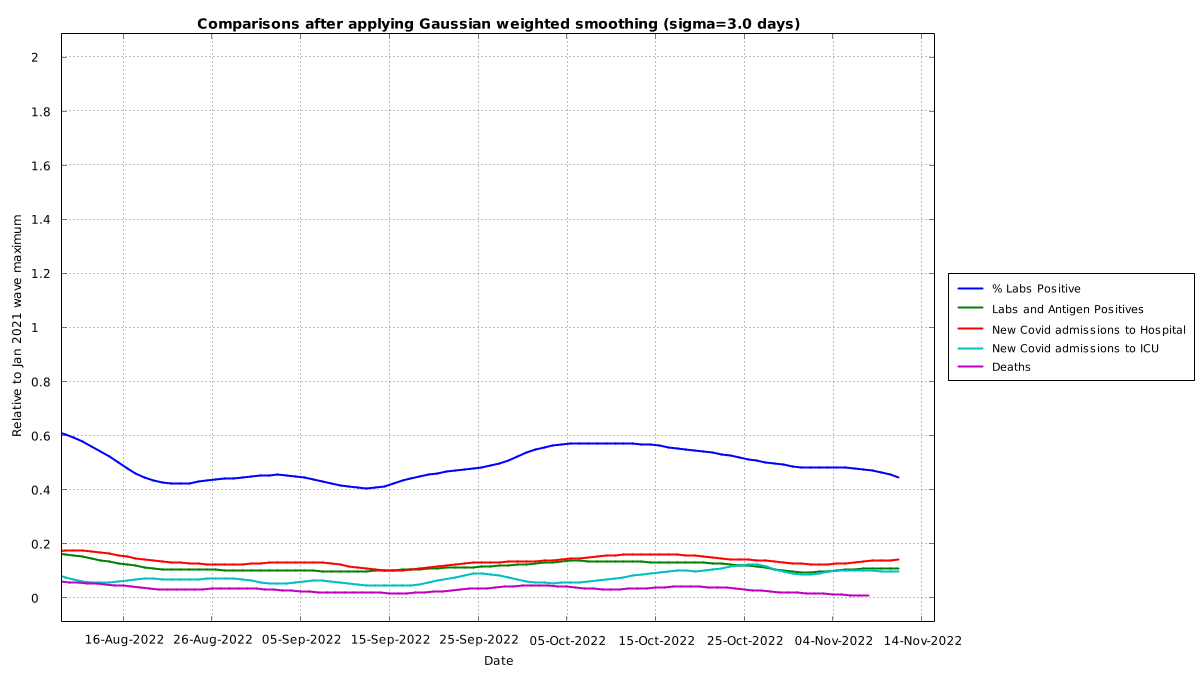 Comparisons after applying Gaussian weighted smoothing (sigma=3.0 days)
2
1.8
1.6
1.4
1.2
1
0.8
0.6
0.4
0.2
0
Relative to Jan 2021 wave maximum
16-Aug-2022 26-Aug-2022 05-Sep-2022 15-Sep-2022 25-Sep-2022 05-Oct-2022 15-Oct-2022 25-Oct-2022 04-Nov-2022 14-Nov-2022
Date
% Labs Positive
Labs and Antigen Positives
New Covid admissions to Hospital
New Covid admissions to ICU
Deaths